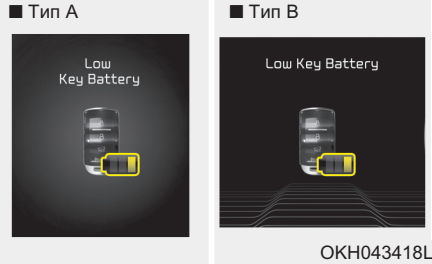 ■ Тип A
Low
Key Battery
■ Тип B
Low Key Battery
OKH043418L